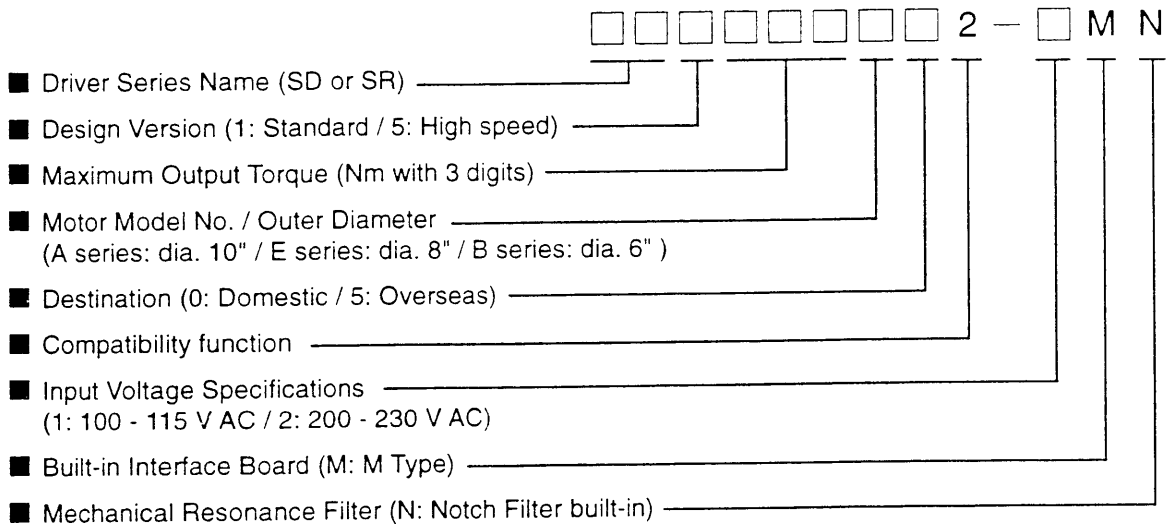 □□□□□□□□2-□MN
■ Driver Series Name (SD or SR)
■ Design Version (1: Standard / 5: High speed)
■ Maximum Output Torque (Nm with 3 digits)
■ Motor Model No. / Outer Diameter
(A series: dia. 10" / E series: dia. 8" / B series: dia. 6" )
■ Destination (0: Domestic / 5: Overseas)
■ Compatibility function
■ Input Voltage Specifications
(1: 100 - 115 V AC / 2: 200 - 230 V AC)
■ Built-in Interface Board (M: M Type)
■ Mechanical Resonance Filter (N: Notch Filter built-in)